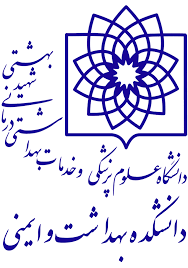 دانشگاه علوم پزشکی و خدمات بهداشتی درمانی شهید بهشتی
دانشکده بهداشت و ایمنی